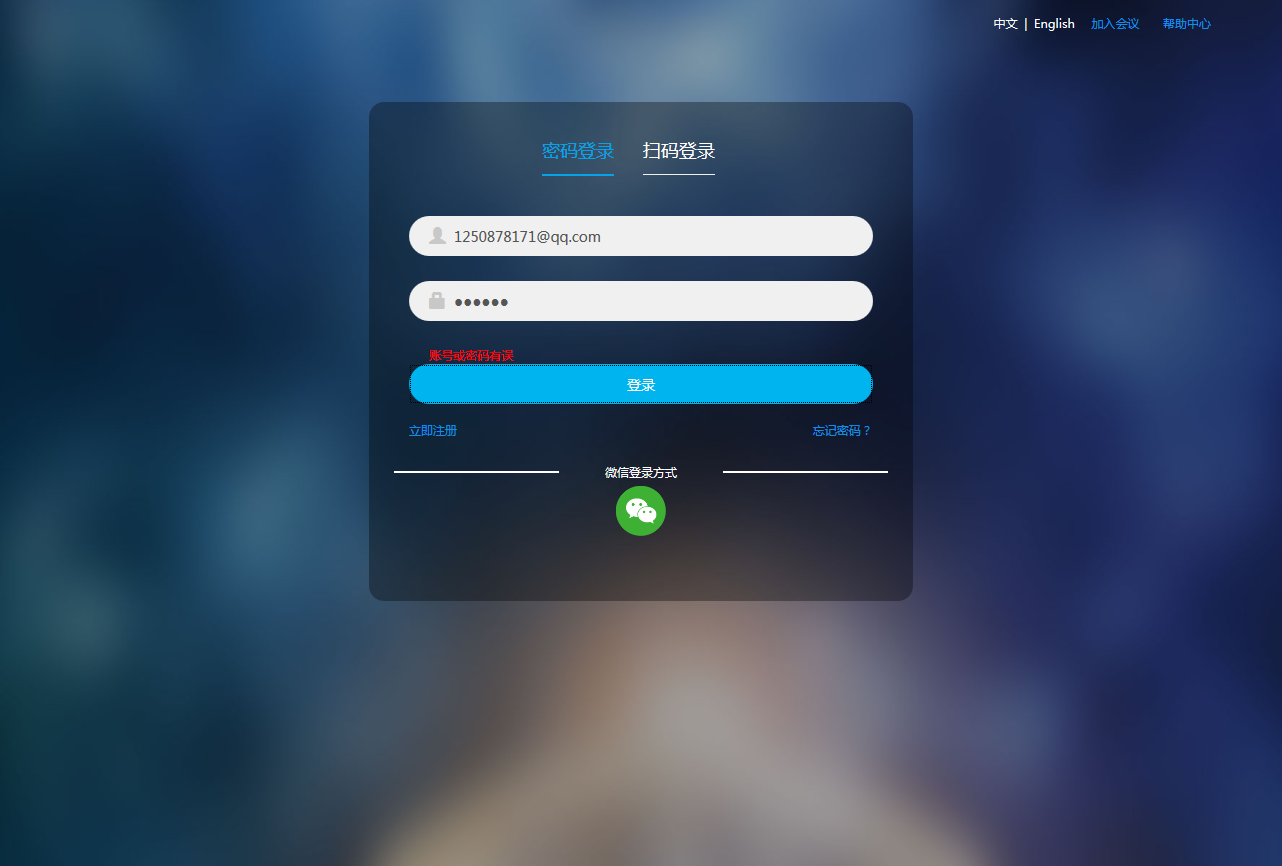 中文 | English 加入会议 帮助中心
密码登录 扫码登录
1250878171@qq.com
●●●●●●
账号或密码有误
登录
立即注册 忘记密码？
微信登录方式